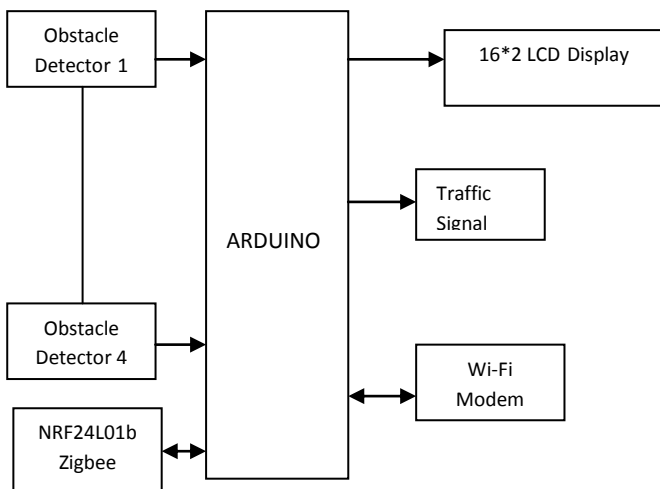 Obstacle
Detector 1
16*2 LCD Display
Traffic
Signal
ARDUINO
Obstacle
Detector 4
Wi-Fi
Modem
NRF24L01b
Zigbee